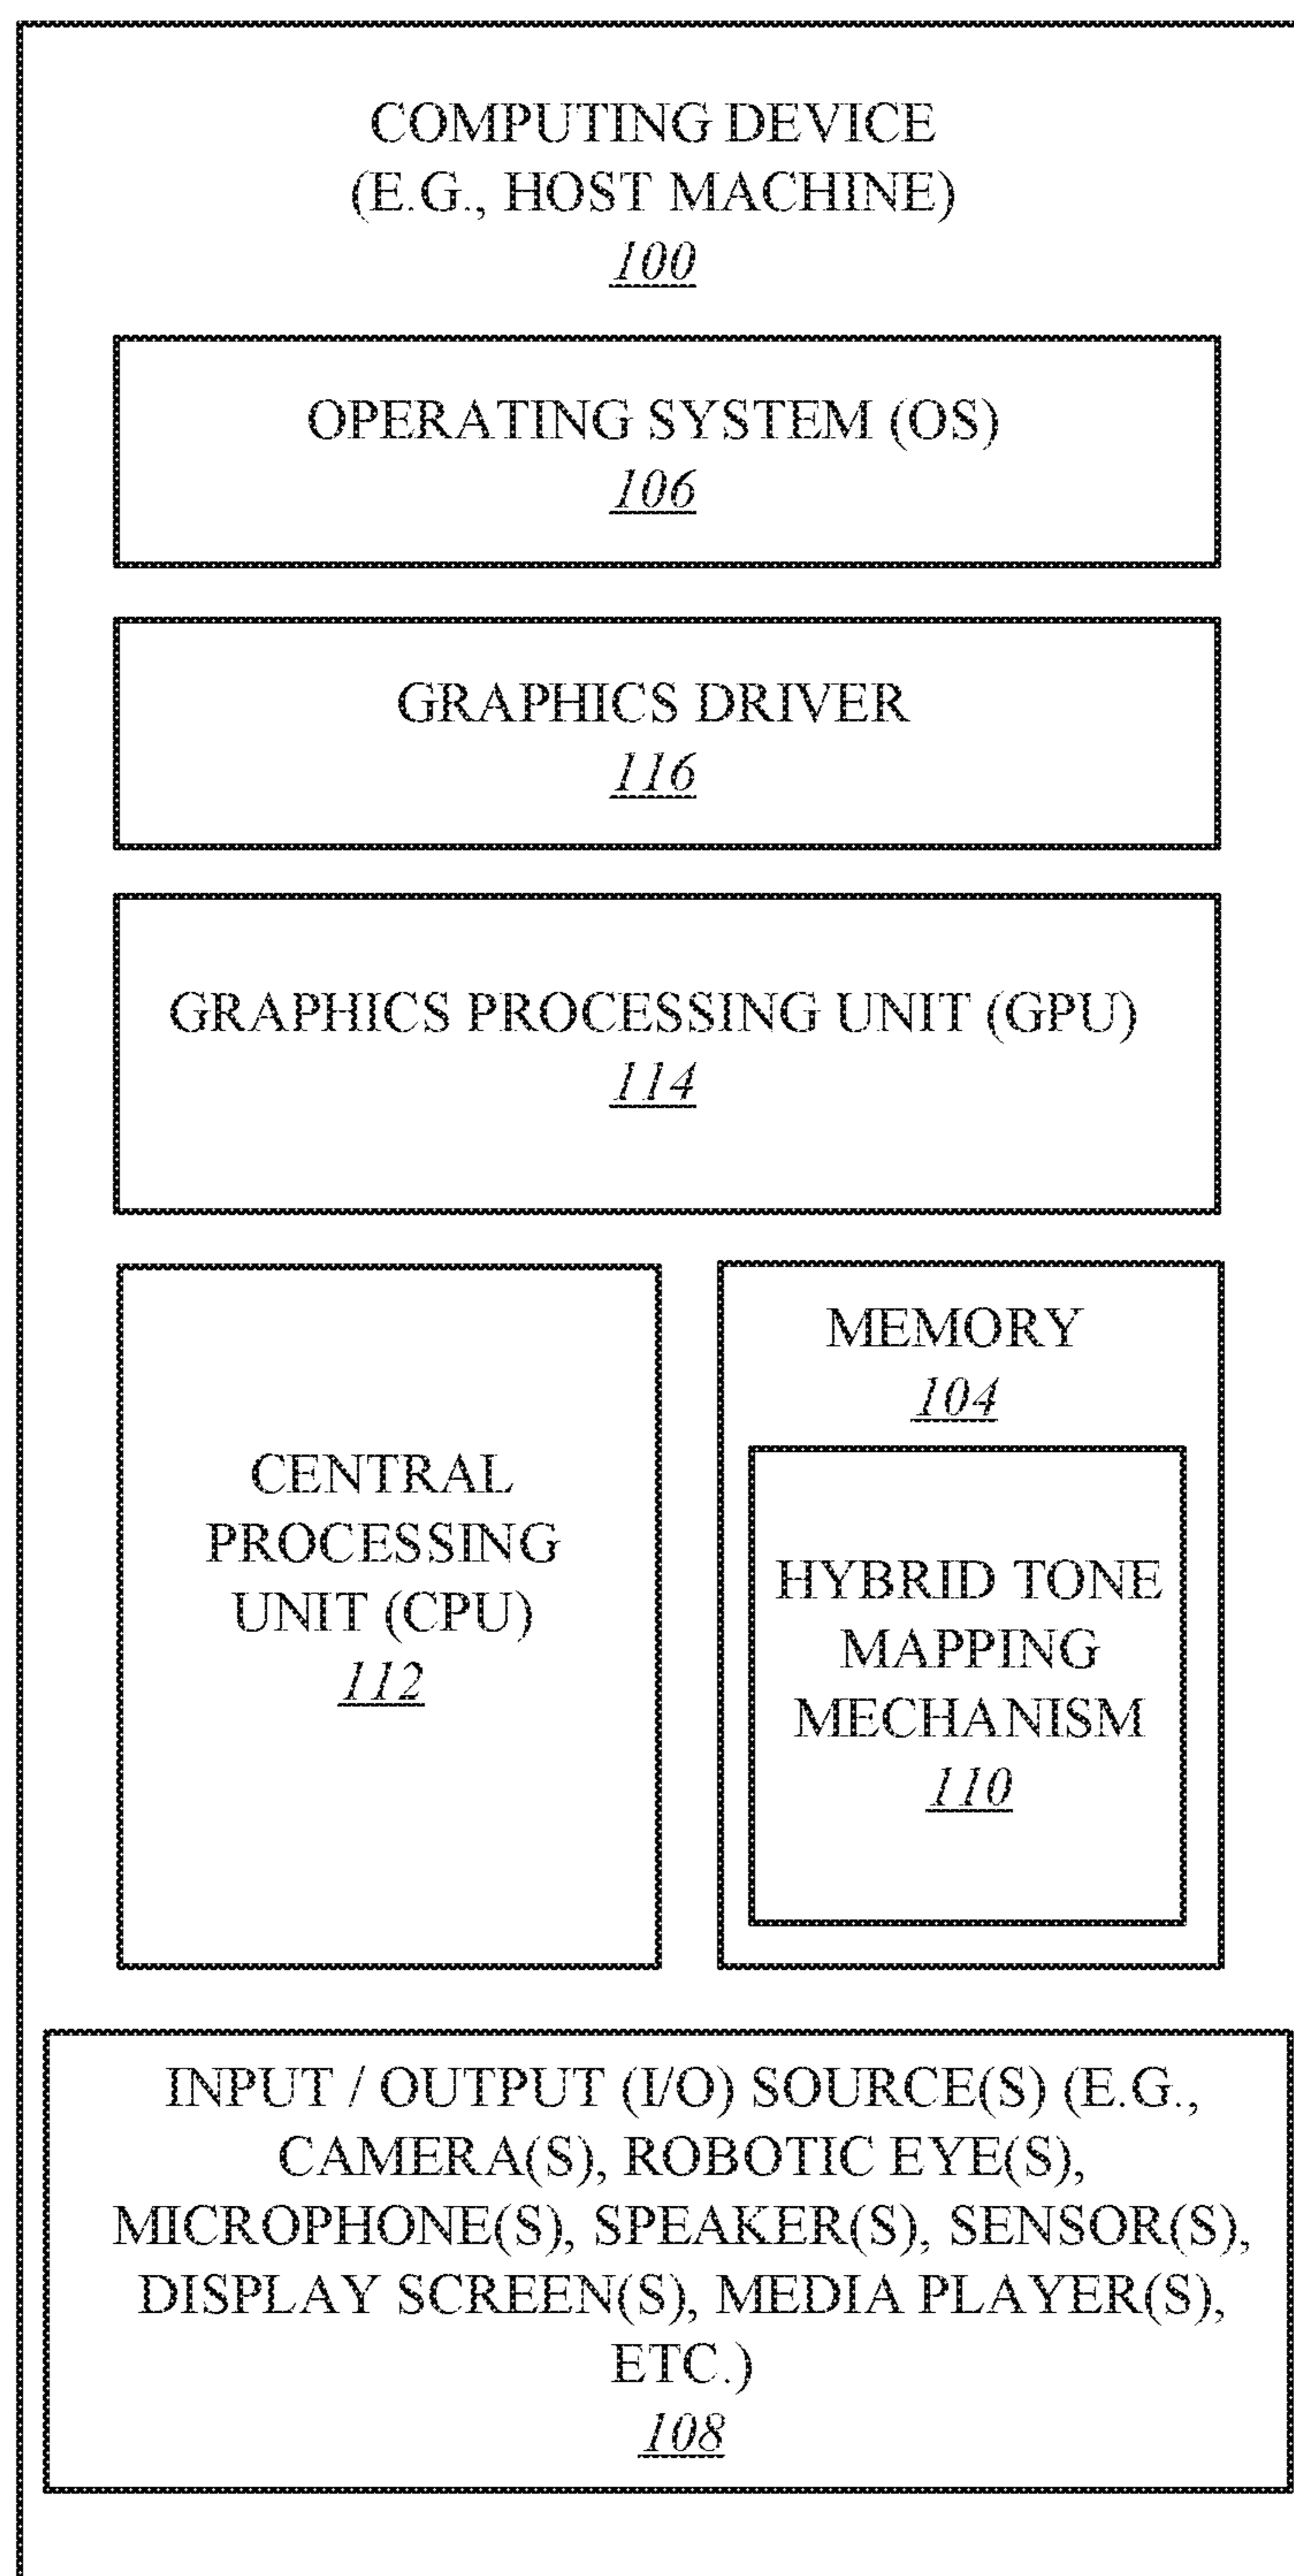 COMPUTING DEVICE
(E.G., HOST MACHINE)
100
OPERATING SYSTEM (OS)
106
GRAPHICS DRIVER
116
GRAPHICS PROCESSING UNIT (GPU)
114
CENTRAL
PROCESSING
UNIT (CPU)
112
MEMORY
104
HYBRID TONE
MAPPING
MECHANISM
110
INPUT / OUTPUT (I/O) SOURCE(S) (E.G.,
CAMERA(S), ROBOTIC EYE(S),
MICROPHONE(S), SPEAKER(S), SENSOR(S),
DISPLAY SCREEN(S), MEDIA PLAYER(S),
ETC.)
108